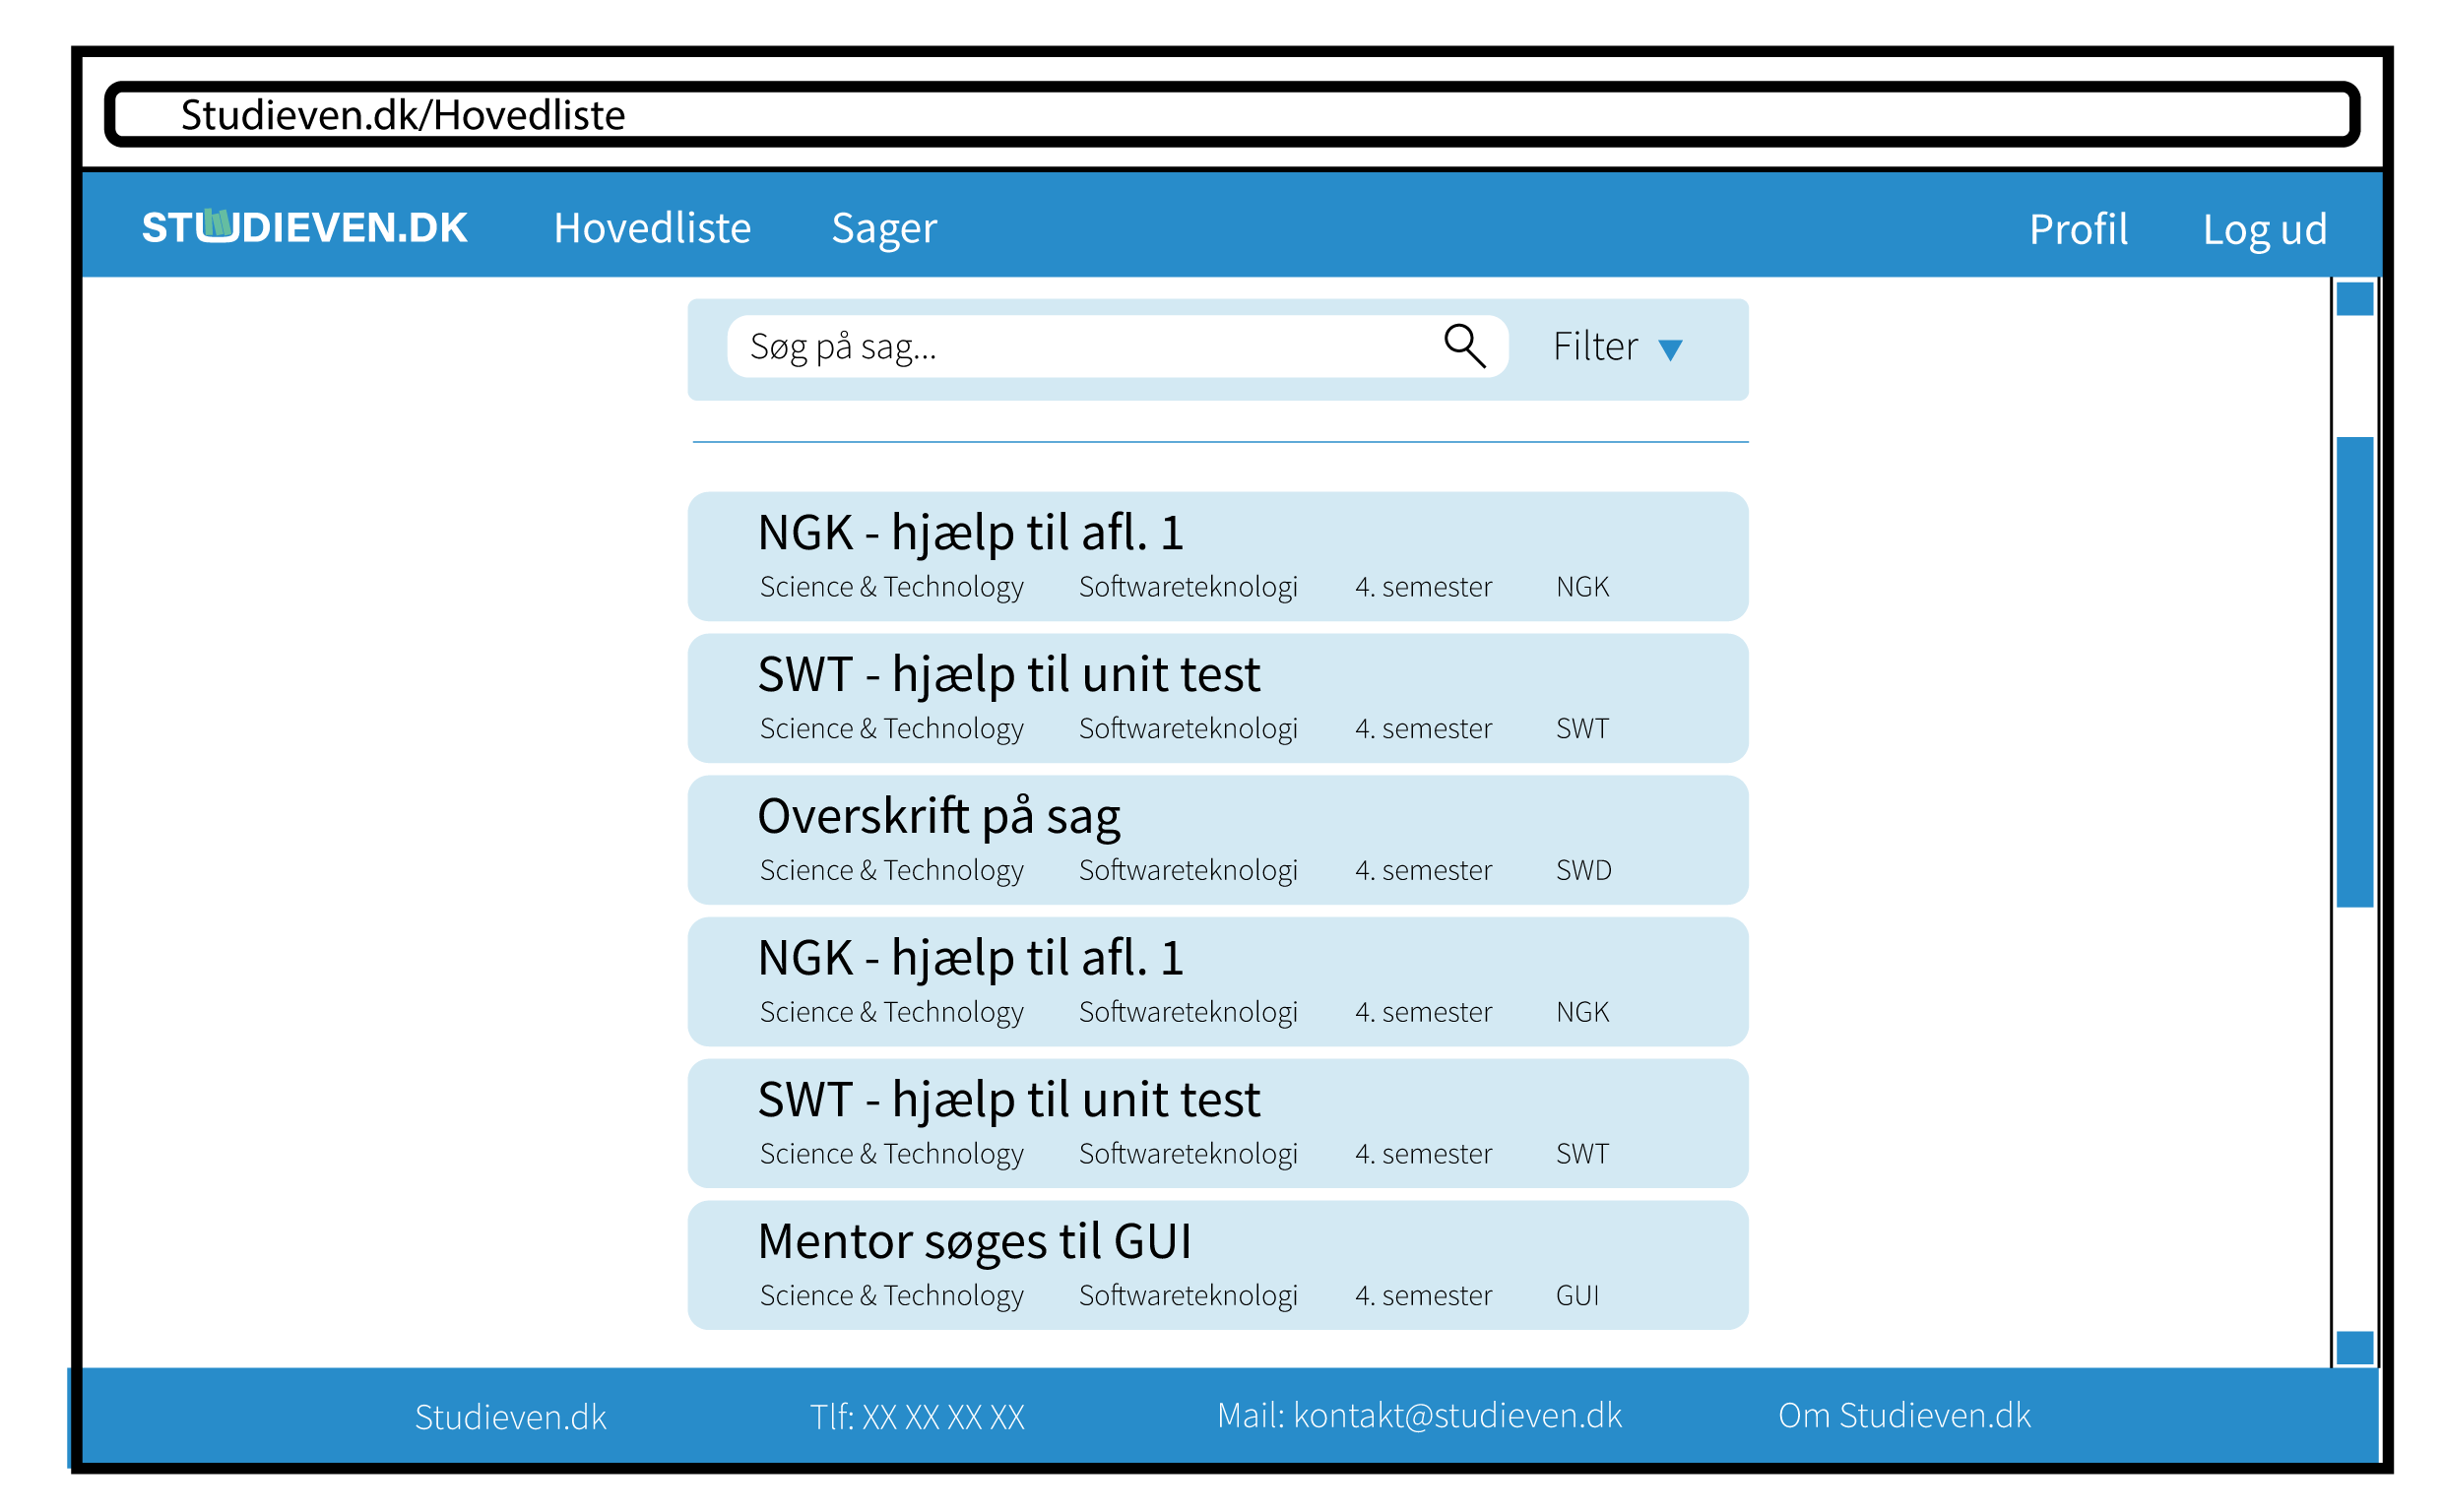 Studieven.dk/Hovedliste
STUDIEVEN.DK Hovedliste Sager Profil Log ud
Søg på sag... Filter
NGK - hjælp til afl. 1
Science & Technology Softwareteknologi 4. semester NGK
SWT - hjælp til unit test
Science & Technology Softwareteknologi 4. semester SWT
Overskrift på sag
Science & Technology Softwareteknologi 4. semester SWD
NGK - hjælp til afl. 1
Science & Technology Softwareteknologi 4. semester NGK
SWT - hjælp til unit test
Science & Technology Softwareteknologi 4. semester SWT
Mentor søges til GUI
Science & Technology Softwareteknologi 4. semester GUI
Studieven.dk Tlf: XX XX XX XX Mail: kontakt@studieven.dk Om Studieven.dk